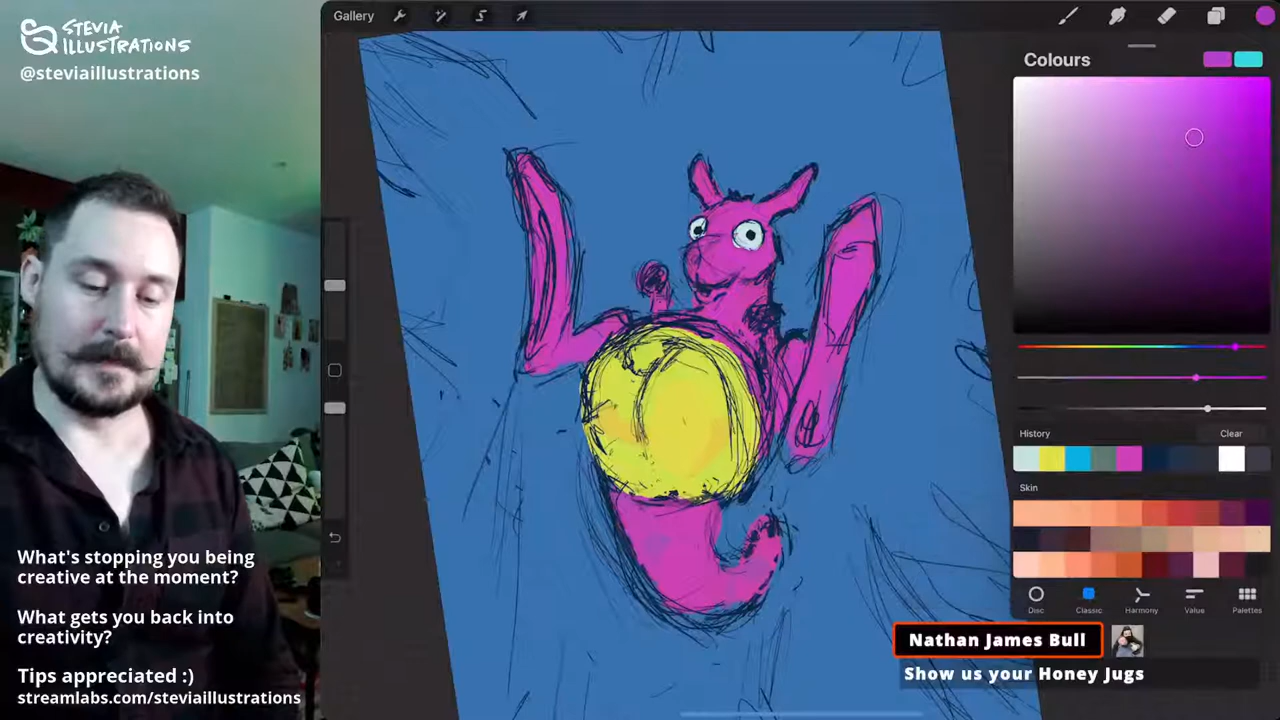 STEVIA
ILLUSTRATIONS
@steviaillustrations
Gallery
Colours
History
Clear
Skin
Disc
Classic
Harmony
Value
Palettes
What's stopping you being
creative at the moment?
What gets you back into
creativity?
Tips appreciated :)
streamlabs.com/steviaillustrations
Nathan James Bull
Show us your Honey Jugs